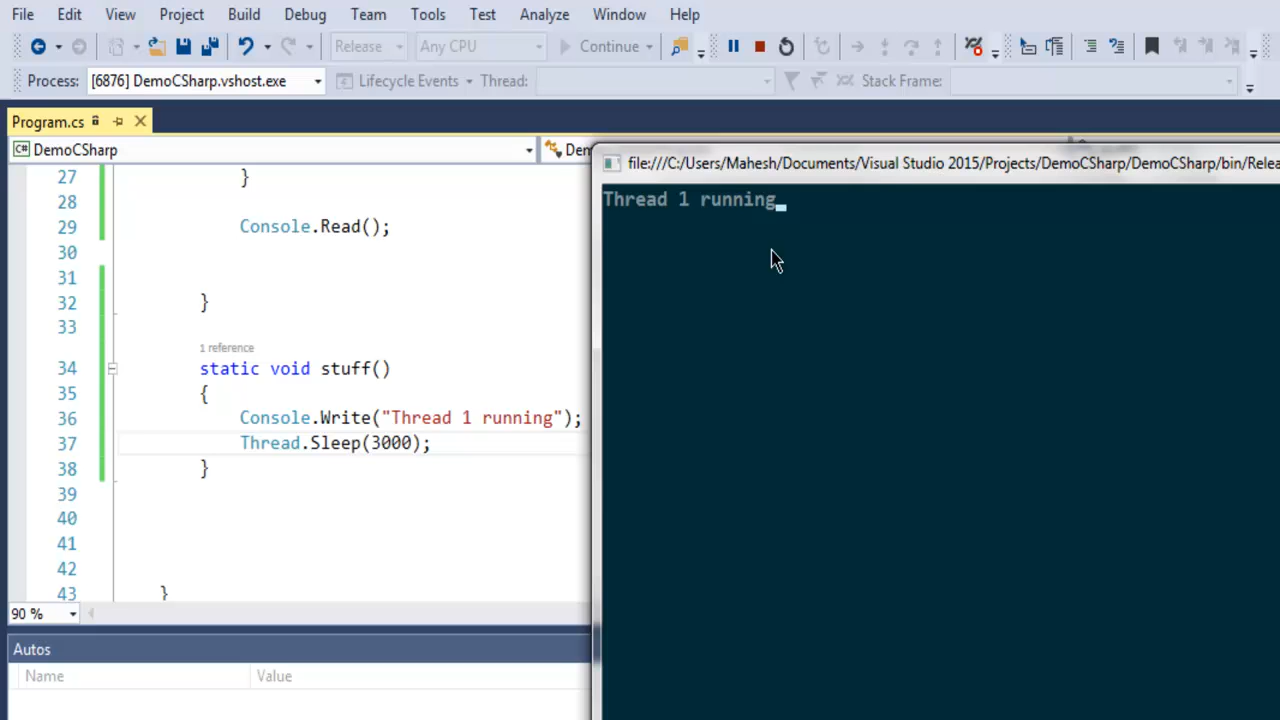 File Edit View Project Build Debug Team Tools Test Analyze Window Help
Release Any CPU Continue
Process: [6876] DemoCSharp.vshost.exe Lifecycle Events Thread: Stack Frame:
Program.cs
C# DemoCSharp
file:///C:/Users/Mahesh/Documents/Visual Studio 2015/Projects/DemoCSharp/DemoCSharp/bin/Relea
Thread 1 running
27 }
28
29 Console.Read();
30
31
32 }
33
1 reference
34 static void stuff()
35 {
36 Console.Write("Thread 1 running");
37 Thread.Sleep(3000);
38 }
39
40
41
42
43 }
90 %
Autos
Name Value